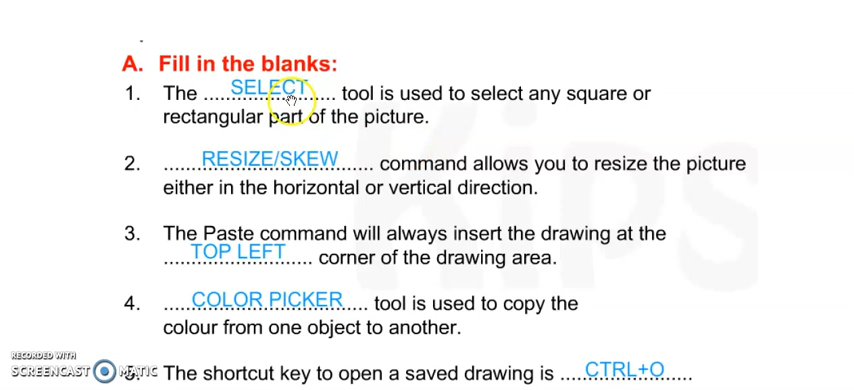 A. Fill in the blanks:
1. The ....SELECT.... tool is used to select any square or
rectangular part of the picture.
2. ....RESIZE/SKEW.... command allows you to resize the picture
either in the horizontal or vertical direction.
3. The Paste command will always insert the drawing at the
....TOP LEFT.... corner of the drawing area.
4. ....COLOR PICKER.... tool is used to copy the
colour from one object to another.
5. The shortcut key to open a saved drawing is ....CTRL+O....
RECORDED WITH
SCREENCAST MATIC
Kips